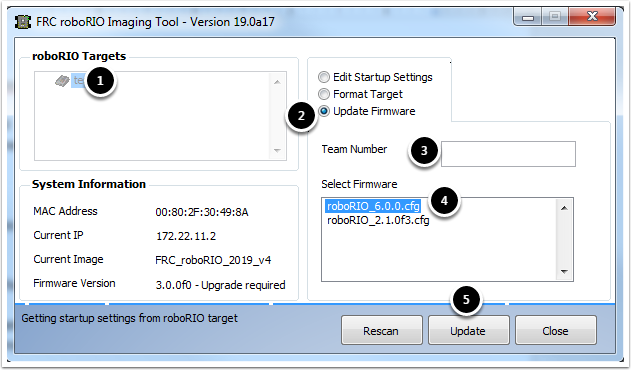 FRC roboRIO Imaging Tool - Version 19.0a17
roboRIO Targets
1
Edit Startup Settings
Format Target
2
Update Firmware
Team Number
3
Select Firmware
4
roboRIO_6.0.0.cfg
roboRIO_2.1.0f3.cfg
System Information
MAC Address 00:80:2F:30:49:8A
Current IP 172.22.11.2
Current Image FRC_roboRIO_2019_v4
Firmware Version 3.0.0f0 - Upgrade required
5
Getting startup settings from roboRIO target
Rescan
Update
Close